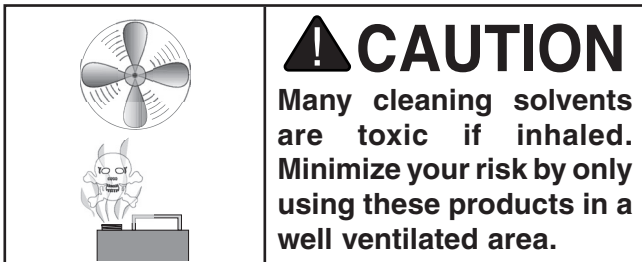 CAUTION
Many cleaning solvents
are toxic if inhaled.
Minimize your risk by only
using these products in a
well ventilated area.